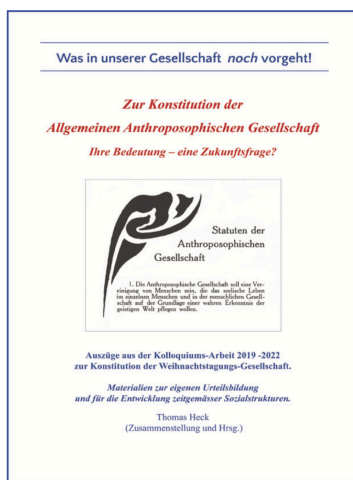 Was in unserer Gesellschaft noch vorgeht!
Zur Konstitution der
Allgemeinen Anthroposophischen Gesellschaft
Ihre Bedeutung – eine Zukunftsfrage?
Statuten der
Anthroposophischen
Gesellschaft
1. Die Anthroposophische Gesellschaft soll eine Ver-
einigung von Menschen sein, die das seelische Leben
im einzelnen Menschen und in der menschlichen Gesell-
schaft auf der Grundlage einer wahren Erkenntnis der
geistigen Welt pflegen wollen.
Auszüge aus der Kolloquiums-Arbeit 2019 -2022
zur Konstitution der Weihnachtstagungs-Gesellschaft.
Materialien zur eigenen Urteilsbildung
und für die Entwicklung zeitgemässer Sozialstrukturen.
Thomas Heck
(Zusammenstellung und Hrsg.)